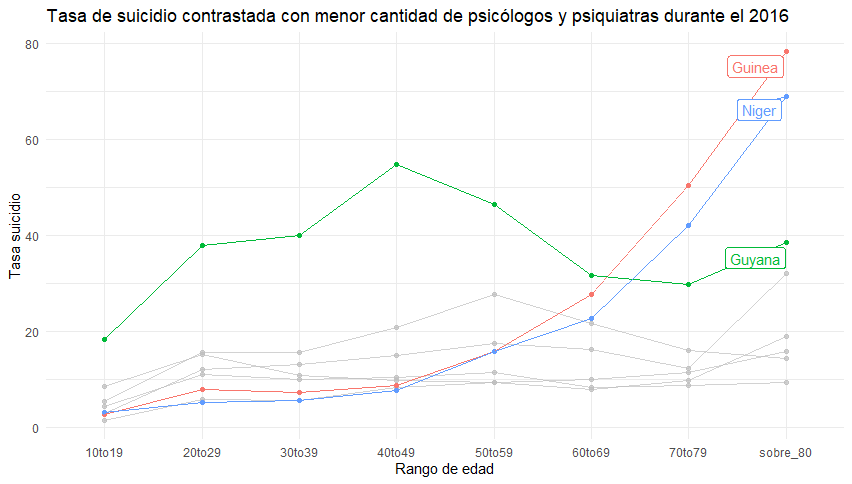 Tasa de suicidio contrastada con menor cantidad de psicólogos y psiquiatras durante el 2016
80
60
40
20
0
Tasa suicidio
Guinea
Niger
Guyana
10to19 20to29 30to39 40to49 50to59 60to69 70to79 sobre_80
Rango de edad